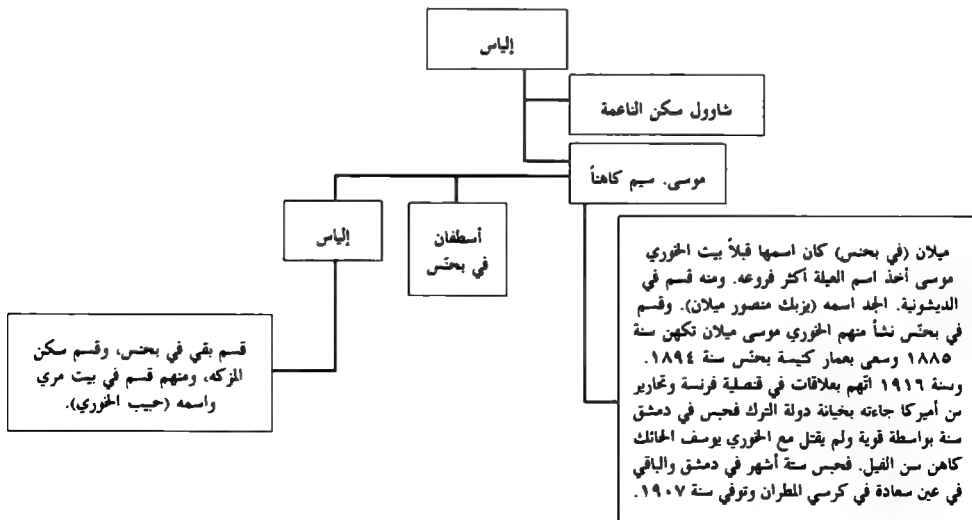 إلياس
شاوول سكن الناعمة
موسى. سيم كاهناً
إلياس
أسطفان
في بحنّس
ميلان (في بحنس) كان اسمها قبلاً بيت الخوري
موسى أخذ اسم العيلة أكثر فروعه. ومنه قسم في
الديشونية. الجد اسمه (يزبك منصور ميلان). وقسم
في بحنّس نشأ منهم الخوري موسى ميلان تكهن سنة
١٨٨٥ وسعى بعمار كنيسة بحنّس سنة ١٨٩٤.
وسنة ١٩١٦ اتّهم بعلاقات في قنصلية فرنسة وتحارير
من أميركا جاءته بخيانة دولة الترك فحبس في دمشق
سنة بواسطة قوية ولم يقتل مع الخوري يوسف الحائك
كاهن سن الفيل. فحبس ستة أشهر في دمشق والباقي
في عين سعادة في كرسي المطران وتوفي سنة ١٩٠٧.
قسم بقي في بحنس، وقسم سكن
المزكه، ومنهم قسم في بيت مري
واسمه (حبيب الخوري).